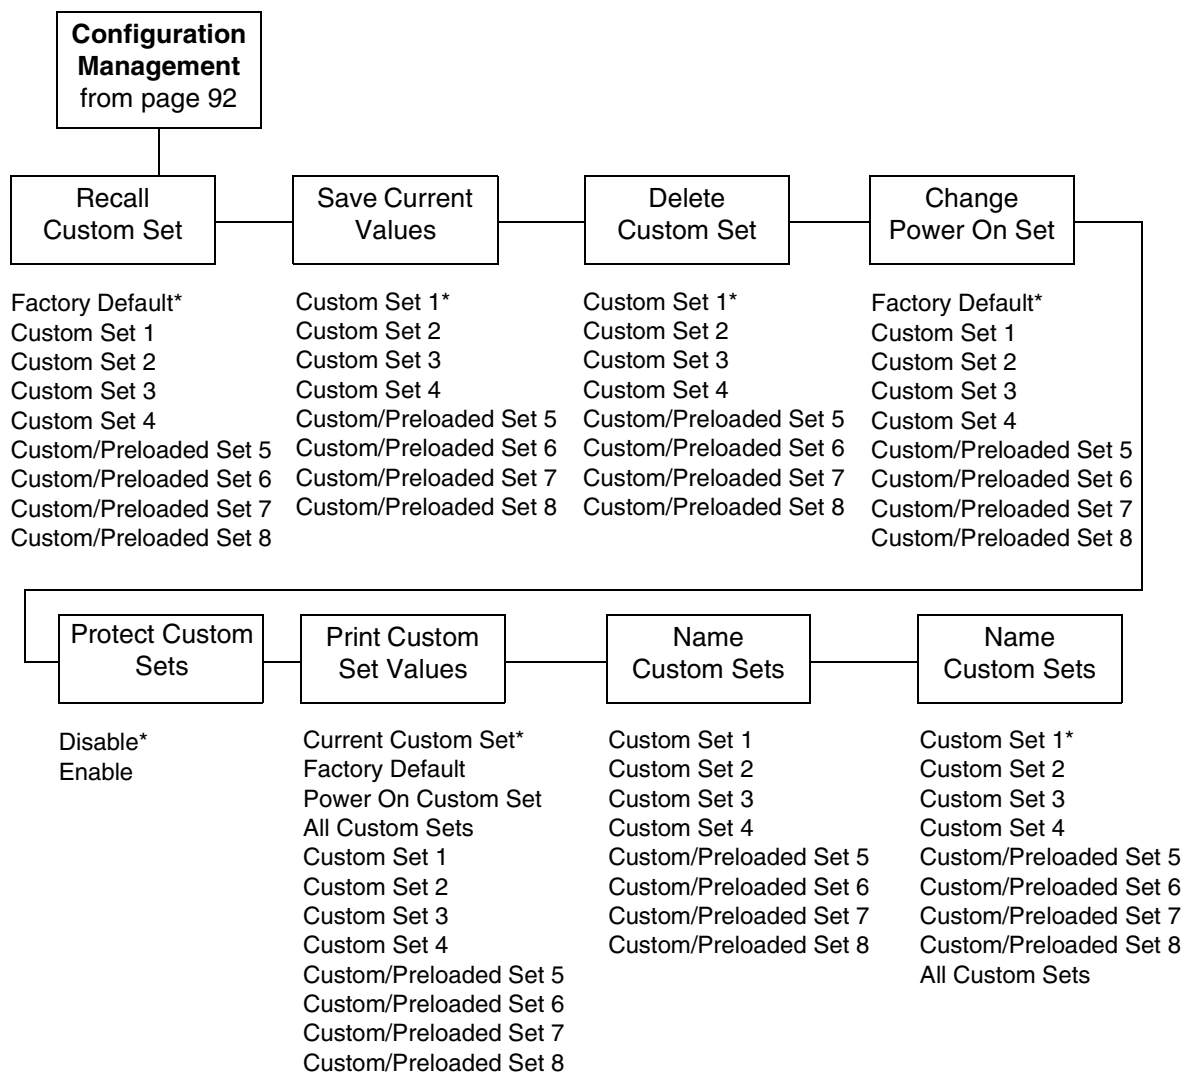 Configuration
Management
from page 92
Recall
Custom Set
Save Current
Values
Delete
Custom Set
Change
Power On Set
Factory Default*
Custom Set 1
Custom Set 2
Custom Set 3
Custom Set 4
Custom/Preloaded Set 5
Custom/Preloaded Set 6
Custom/Preloaded Set 7
Custom/Preloaded Set 8
Custom Set 1*
Custom Set 2
Custom Set 3
Custom Set 4
Custom/Preloaded Set 5
Custom/Preloaded Set 6
Custom/Preloaded Set 7
Custom/Preloaded Set 8
Custom Set 1*
Custom Set 2
Custom Set 3
Custom Set 4
Custom/Preloaded Set 5
Custom/Preloaded Set 6
Custom/Preloaded Set 7
Custom/Preloaded Set 8
Factory Default*
Custom Set 1
Custom Set 2
Custom Set 3
Custom Set 4
Custom/Preloaded Set 5
Custom/Preloaded Set 6
Custom/Preloaded Set 7
Custom/Preloaded Set 8
Protect Custom
Sets
Print Custom
Set Values
Name
Custom Sets
Name
Custom Sets
Disable*
Enable
Current Custom Set*
Factory Default
Power On Custom Set
All Custom Sets
Custom Set 1
Custom Set 2
Custom Set 3
Custom Set 4
Custom/Preloaded Set 5
Custom/Preloaded Set 6
Custom/Preloaded Set 7
Custom/Preloaded Set 8
Custom Set 1
Custom Set 2
Custom Set 3
Custom Set 4
Custom/Preloaded Set 5
Custom/Preloaded Set 6
Custom/Preloaded Set 7
Custom/Preloaded Set 8
Custom Set 1*
Custom Set 2
Custom Set 3
Custom Set 4
Custom/Preloaded Set 5
Custom/Preloaded Set 6
Custom/Preloaded Set 7
Custom/Preloaded Set 8
All Custom Sets